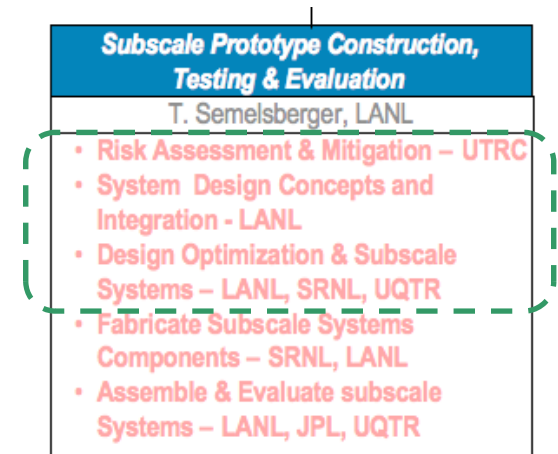 Subscale Prototype Construction,
Testing & Evaluation
T. Semelsberger, LANL
• Risk Assessment & Mitigation – UTRC
• System Design Concepts and
Integration - LANL
• Design Optimization & Subscale
Systems – LANL, SRNL, UQTR
• Fabricate Subscale Systems
Components – SRNL, LANL
• Assemble & Evaluate subscale
Systems – LANL, JPL, UQTR